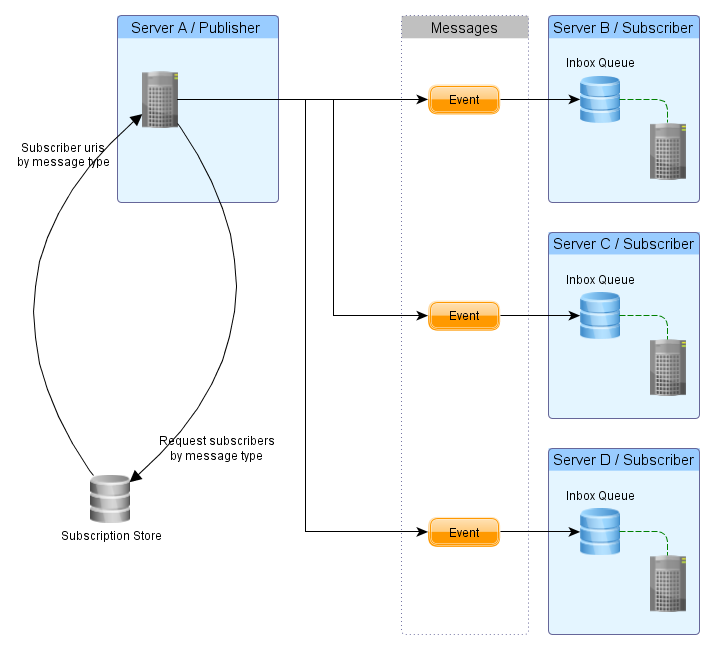 Server A / Publisher
Messages
Server B / Subscriber
Inbox Queue
Event
Subscriber uris
by message type
Server C / Subscriber
Inbox Queue
Event
Request subscribers
by message type
Server D / Subscriber
Inbox Queue
Event
Subscription Store